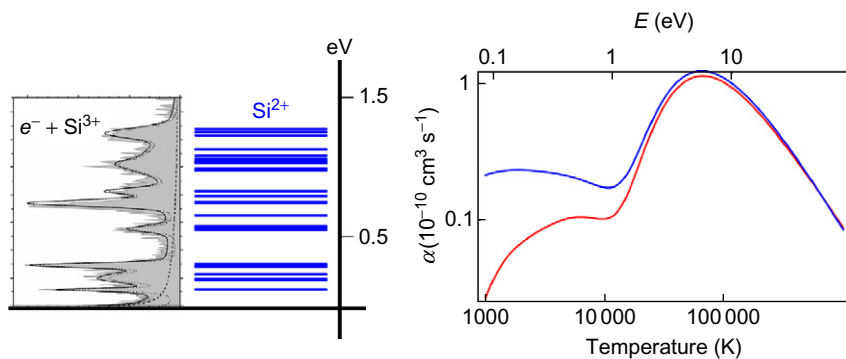 eV
1.5
e⁻ + Si³⁺
Si²⁺
0.5
E (eV)
0.1 1 10
α(10⁻¹⁰ cm³ s⁻¹)
1
0.1
1000 10 000 100 000
Temperature (K)